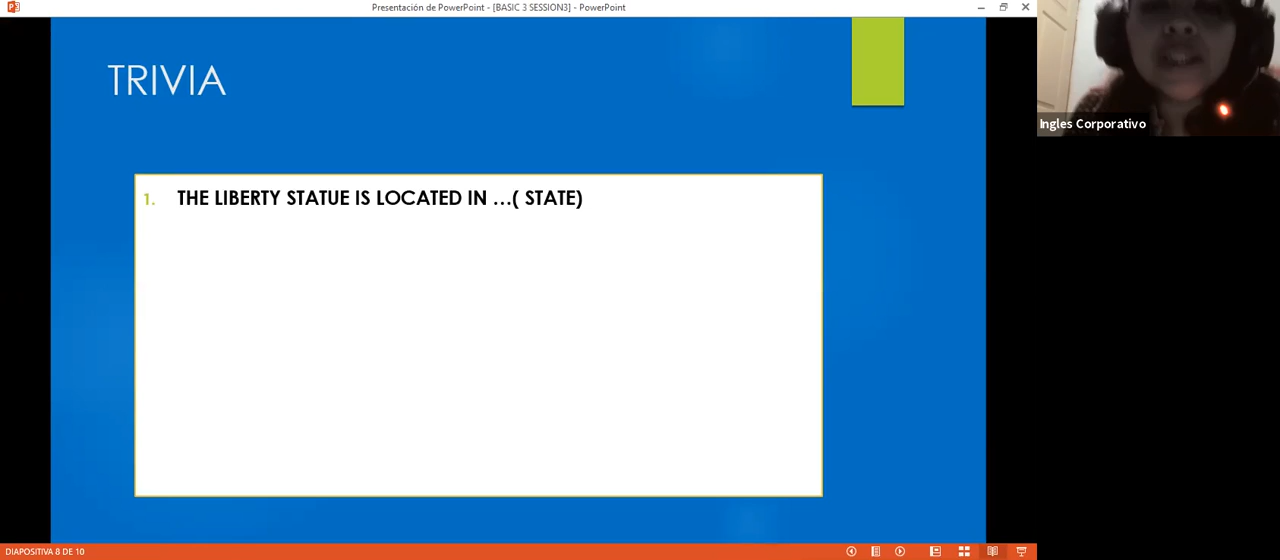 Presentación de PowerPoint - [BASIC 3 SESSION3] - PowerPoint
TRIVIA
1. THE LIBERTY STATUE IS LOCATED IN …( STATE)
Ingles Corporativo
DIAPOSITIVA 8 DE 10